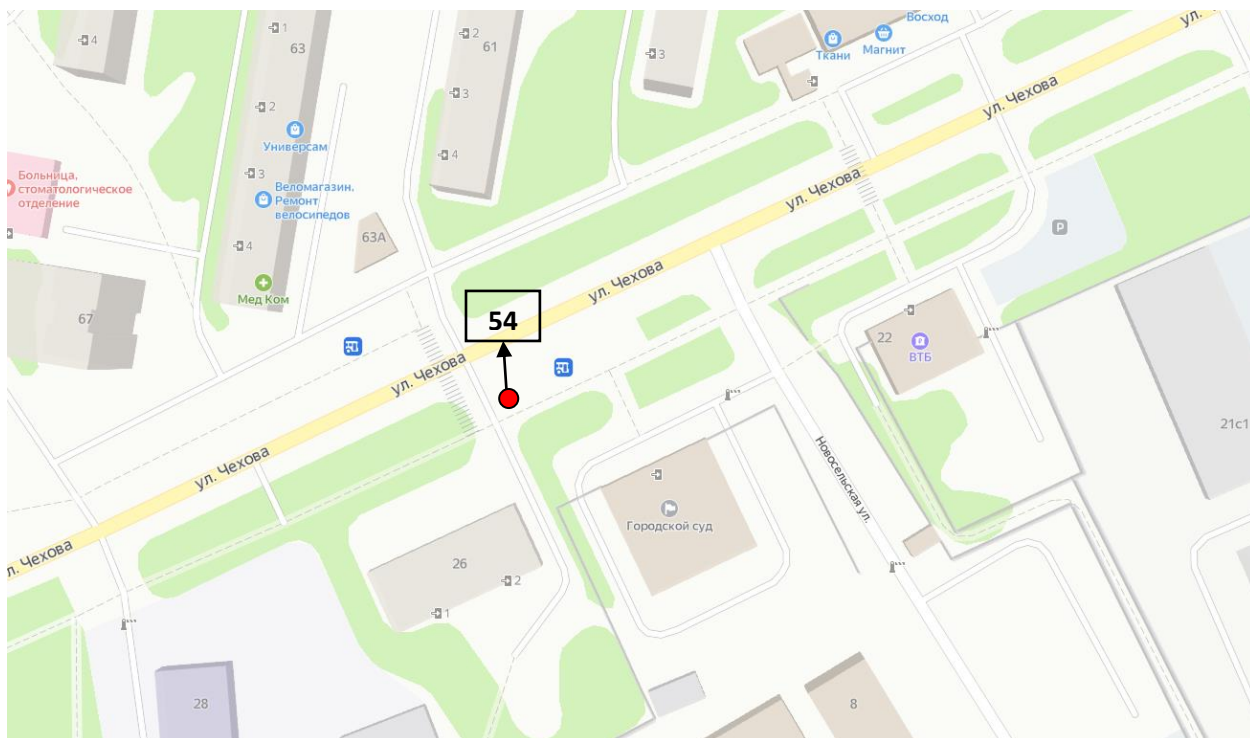 4
1
63
2
61
3
Восход
Ткани
Магнит
ул. Чехова
ул. Чехова
2
3
Универсам
4
3
Больница,
стоматологическое
отделение
Веломагазин.
Ремонт
велосипедов
ул. Чехова
63А
4
P
Мед Ком
ул. Чехова
67
54
22
ВТБ
ул. Чехова
21с1
ул. Чехова
Новосельская ул.
Городской суд
л. Чехова
26
2
1
28
8